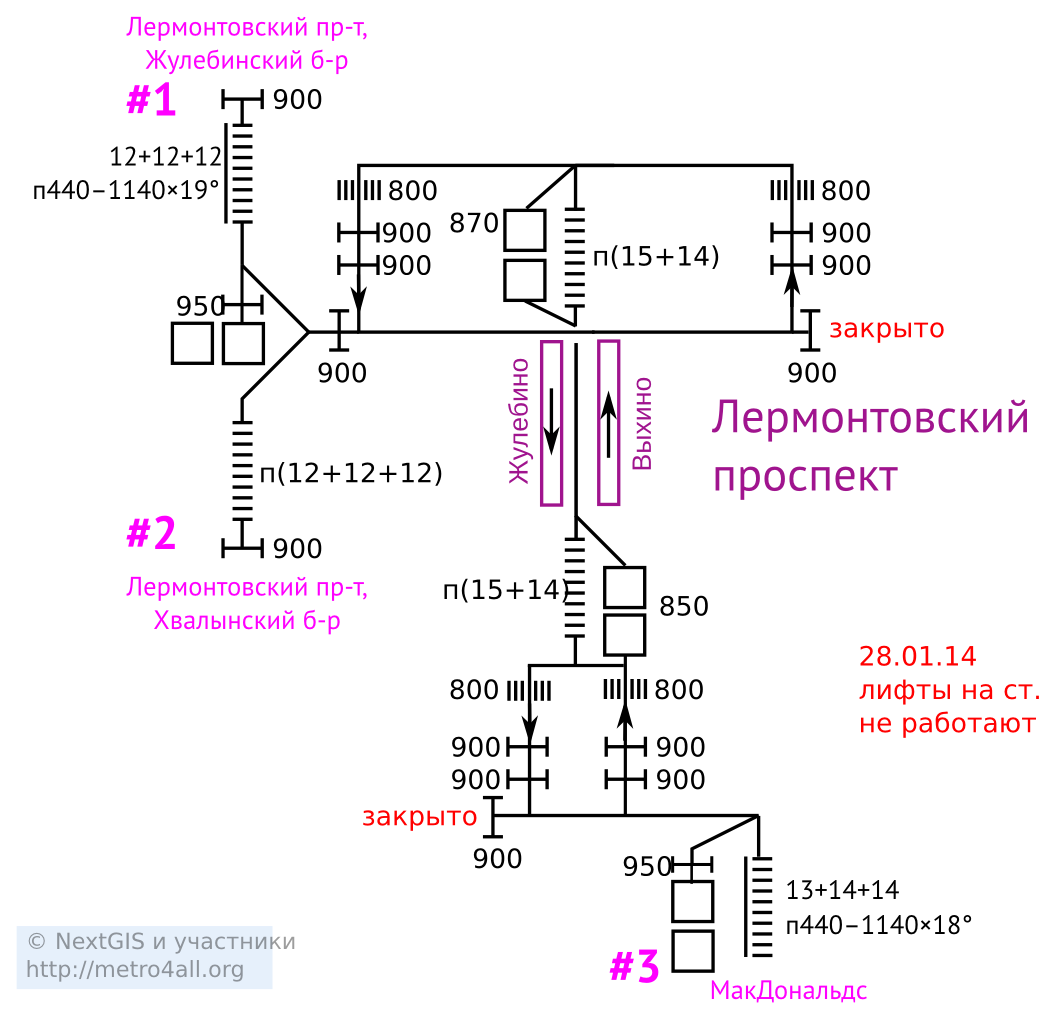 Лермонтовский пр-т,
Жулебинский б-р
#1
900
12+12+12
п440–1140×19°
800
900
900
870
п(15+14)
800
900
900
950
закрыто
900
900
Жулебино
Выхино
Лермонтовский
проспект
п(12+12+12)
#2
900
Лермонтовский пр-т,
Хвалынский б-р
п(15+14)
850
28.01.14
лифты на ст.
не работают
800
800
900
900
900
900
закрыто
900
950
13+14+14
п440–1140×18°
#3
МакДональдс
© NextGIS и участники
http://metro4all.org